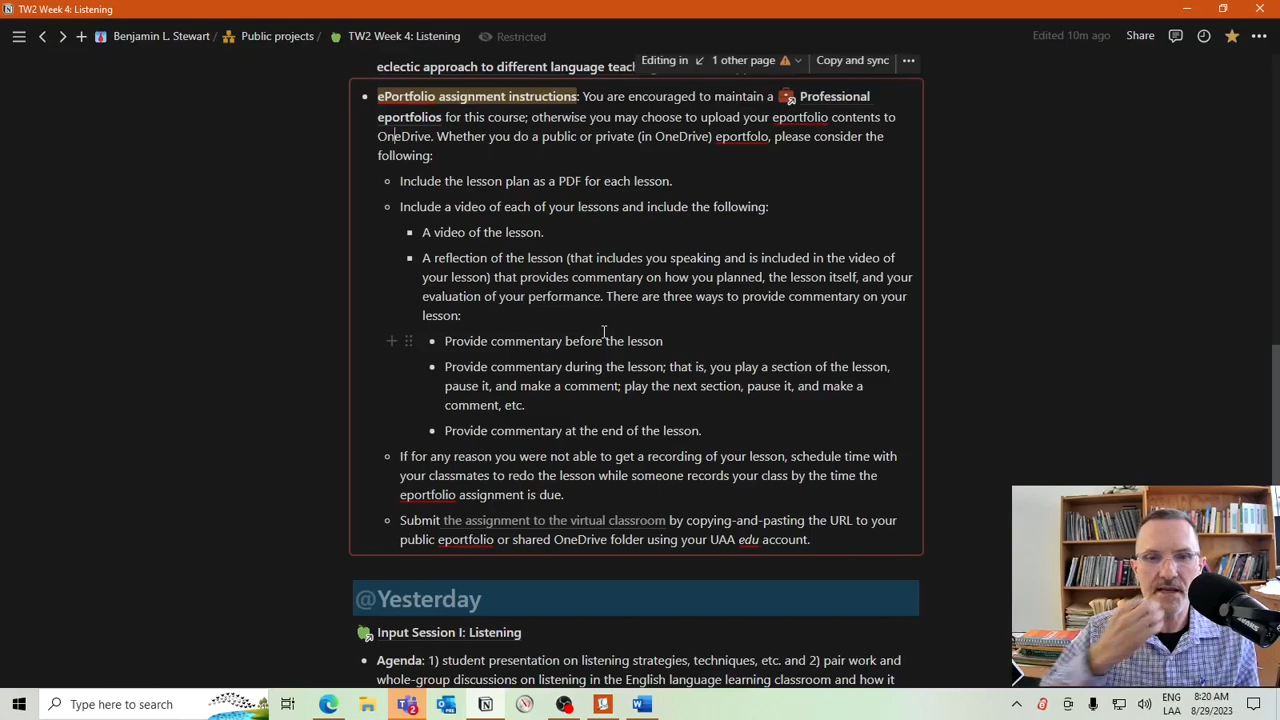 TW2 Week 4: Listening
Benjamin L. Stewart / Public projects / TW2 Week 4: Listening
Restricted
Edited 10m ago
Share
eclectic approach to different language teac
Editing in
1 other page
Copy and sync
ePortfolio assignment instructions: You are encouraged to maintain a Professional
eportfolios for this course; otherwise you may choose to upload your eportfolio contents to
OneDrive. Whether you do a public or private (in OneDrive) eportfolo, please consider the
following:
Include the lesson plan as a PDF for each lesson.
Include a video of each of your lessons and include the following:
A video of the lesson.
A reflection of the lesson (that includes you speaking and is included in the video of
your lesson) that provides commentary on how you planned, the lesson itself, and your
evaluation of your performance. There are three ways to provide commentary on your
lesson:
Provide commentary before the lesson
Provide commentary during the lesson; that is, you play a section of the lesson,
pause it, and make a comment; play the next section, pause it, and make a
comment, etc.
Provide commentary at the end of the lesson.
If for any reason you were not able to get a recording of your lesson, schedule time with
your classmates to redo the lesson while someone records your class by the time the
eportfolio assignment is due.
Submit the assignment to the virtual classroom by copying-and-pasting the URL to your
public eportfolio or shared OneDrive folder using your UAA edu account.
@Yesterday
Input Session I: Listening
Agenda: 1) student presentation on listening strategies, techniques, etc. and 2) pair work and
whole-group discussions on listening in the English language learning classroom and how it
Type here to search
ENG
LAA
8:20 AM
8/29/2023